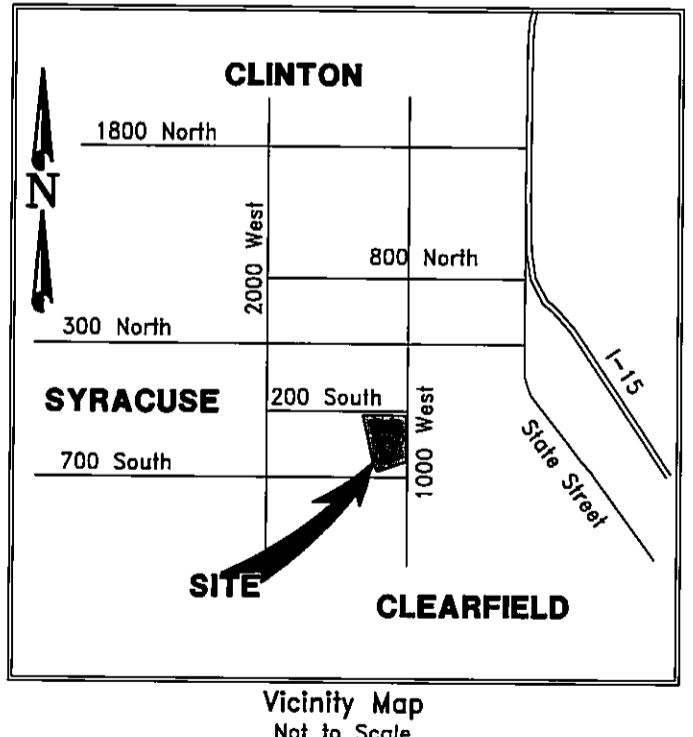 CLINTON
1800 North
N
2000 West
800 North
300 North
I-15
SYRACUSE
200 South
1000 West
700 South
State Street
SITE
CLEARFIELD
Vicinity Map
Not to Scale